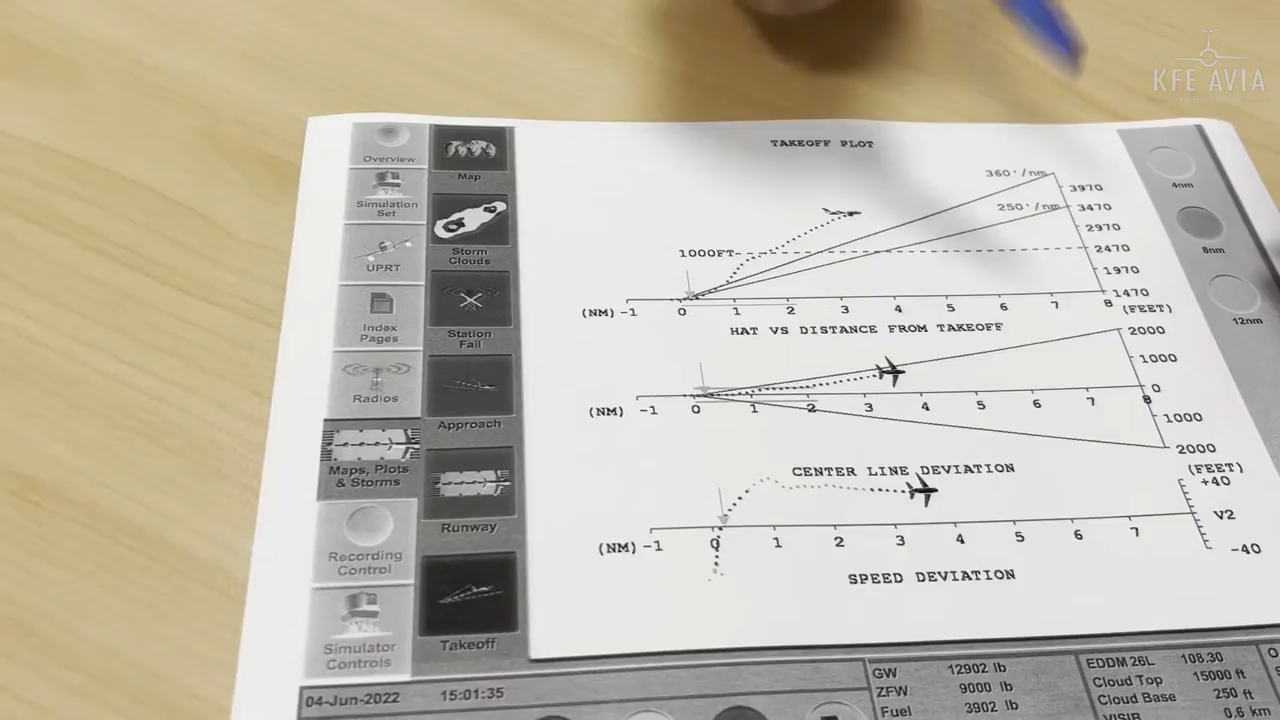 KFE AVIA
Overview
Simulation
Set
UPRT
Index
Pages
Radios
Maps, Plots
& Storms
Recording
Control
Simulator
Controls
Map
Storm
Clouds
Station
Fail
Approach
Runway
Takeoff
TAKEOFF PLOT
360'/nm
250'/nm
1000FT
3970
3470
2970
2470
1970
1470
(NM) -1 0 1 2 3 4 5 6 7 8 (FEET)
HAT VS DISTANCE FROM TAKEOFF
2000
1000
0
1000
2000
(NM) -1 0 1 2 3 4 5 6 7 8
(FEET)
CENTER LINE DEVIATION
+40
V2
-40
(NM) -1 0 1 2 3 4 5 6 7
SPEED DEVIATION
4nm
8nm
12nm
04-Jun-2022 15:01:35
GW 12902 lb
ZFW 9000 lb
Fuel 3902 lb
EDDM 26L 108.30
Cloud Top 15000 ft
Cloud Base 250 ft
VISIB 0.6 km